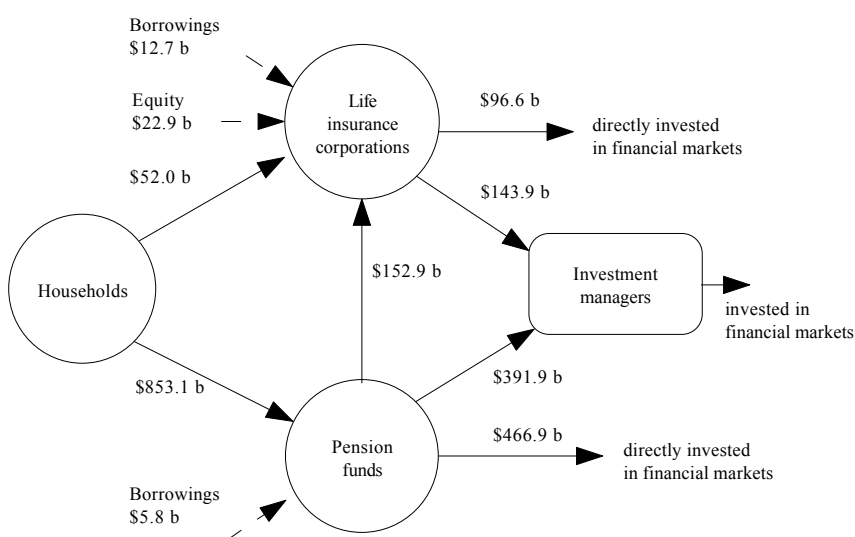 Borrowings
$12.7 b
Equity
$22.9 b
$52.0 b
Life
insurance
corporations
$96.6 b
directly invested
in financial markets
$143.9 b
Households
$152.9 b
Investment
managers
invested in
financial markets
$853.1 b
$391.9 b
Pension
funds
$466.9 b
directly invested
in financial markets
Borrowings
$5.8 b